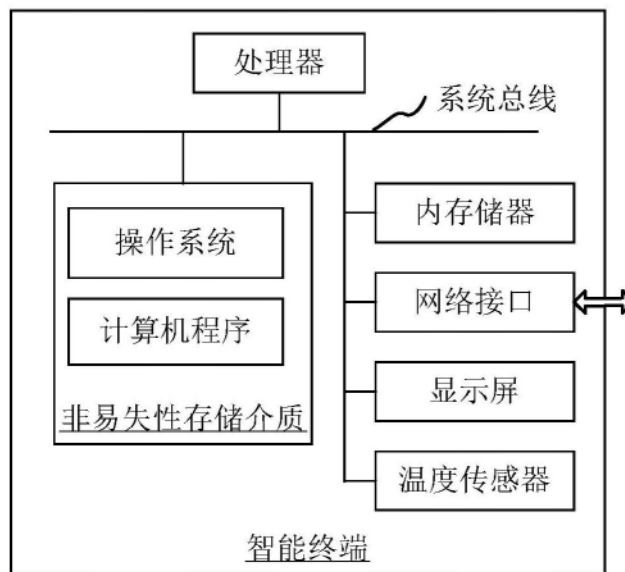 处理器
系统总线
操作系统
计算机程序
非易失性存储介质
内存储器
网络接口
显示屏
温度传感器
智能终端